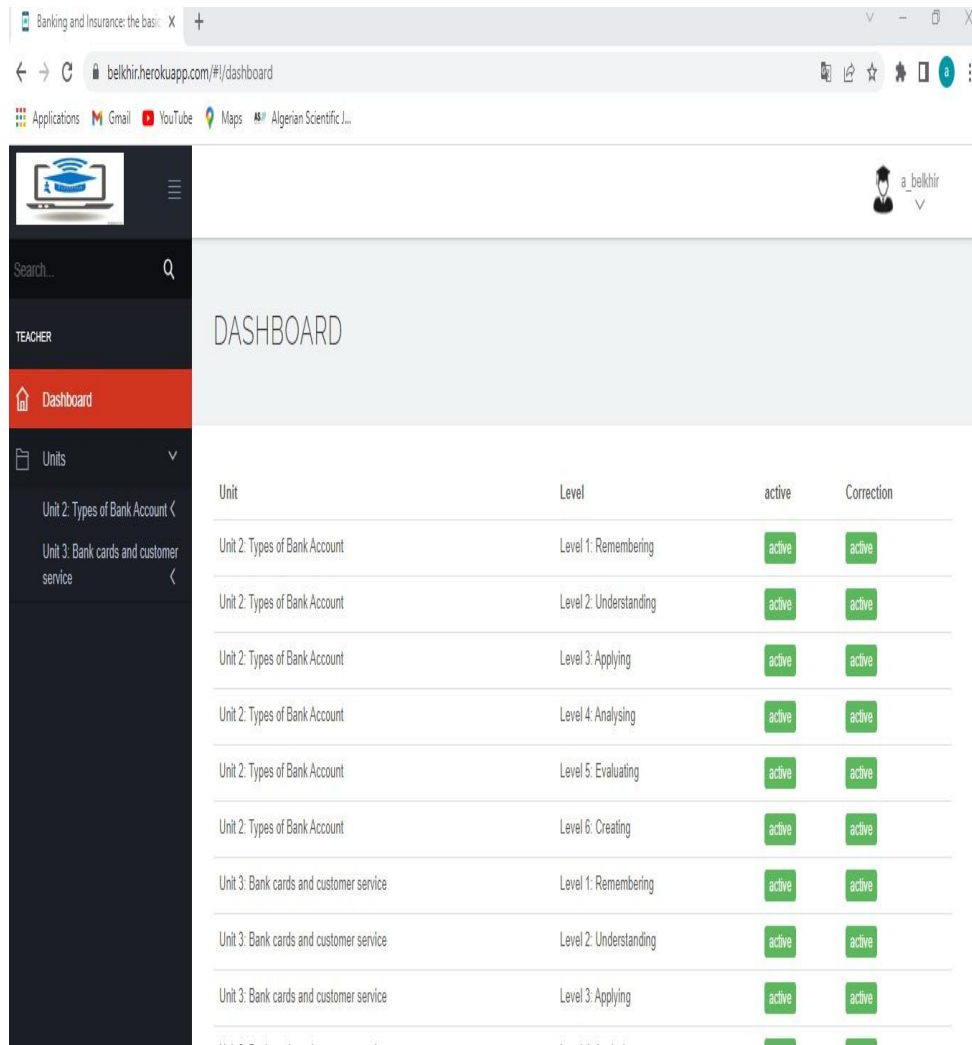 Banking and Insurance: the basic
belkhir.herokuapp.com/#!/dashboard
Applications Gmail YouTube Maps Algerian Scientific J...
a_belkhir
Search...
TEACHER
DASHBOARD
Dashboard
Units
Unit 2: Types of Bank Account
Unit 3: Bank cards and customer
service
Unit Level active Correction
Unit 2: Types of Bank Account Level 1: Remembering active active
Unit 2: Types of Bank Account Level 2: Understanding active active
Unit 2: Types of Bank Account Level 3: Applying active active
Unit 2: Types of Bank Account Level 4: Analysing active active
Unit 2: Types of Bank Account Level 5: Evaluating active active
Unit 2: Types of Bank Account Level 6: Creating active active
Unit 3: Bank cards and customer service Level 1: Remembering active active
Unit 3: Bank cards and customer service Level 2: Understanding active active
Unit 3: Bank cards and customer service Level 3: Applying active active